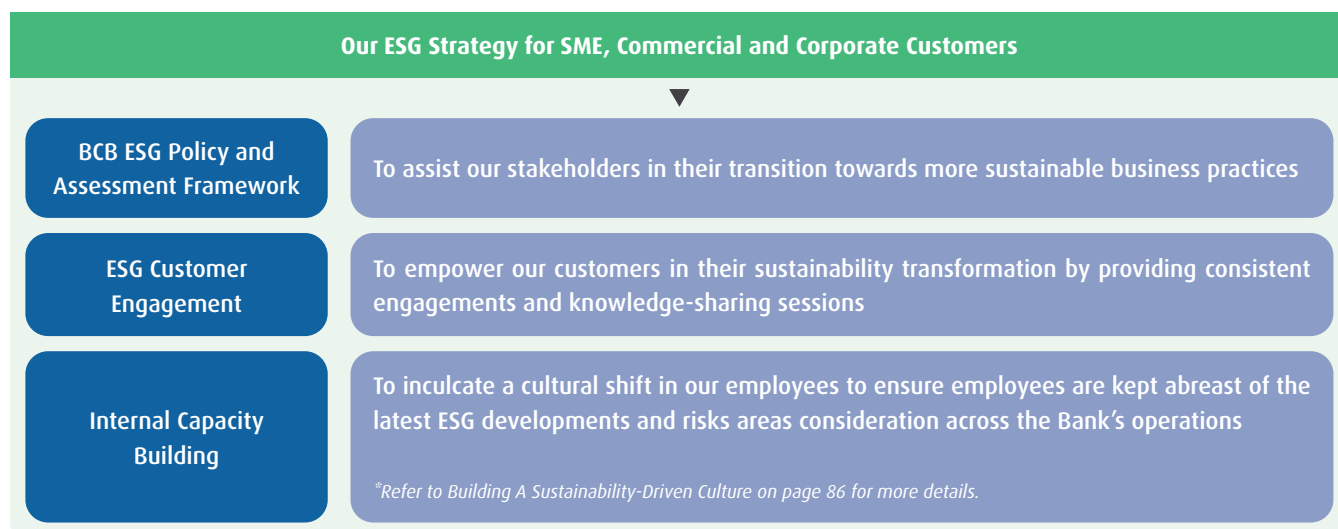 Our ESG Strategy for SME, Commercial and Corporate Customers
BCB ESG Policy and
Assessment Framework
To assist our stakeholders in their transition towards more sustainable business practices
ESG Customer
Engagement
To empower our customers in their sustainability transformation by providing consistent
engagements and knowledge-sharing sessions
Internal Capacity
Building
To inculcate a cultural shift in our employees to ensure employees are kept abreast of the
latest ESG developments and risks areas consideration across the Bank’s operations
*Refer to Building A Sustainability-Driven Culture on page 86 for more details.